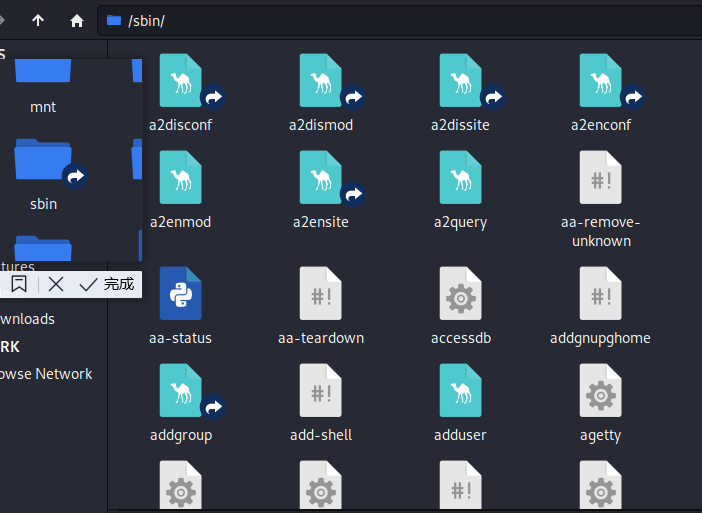 /sbin/
S
mnt
sbin
tures
完成
wnloads
RK
owse Network
a2disconf
a2dismod
a2dissite
a2enconf
a2enmod
a2ensite
a2query
aa-remove-
unknown
#!
aa-status
aa-teardown
#!
accessdb
addgnupghome
#!
addgroup
add-shell
#!
adduser
agetty
#!